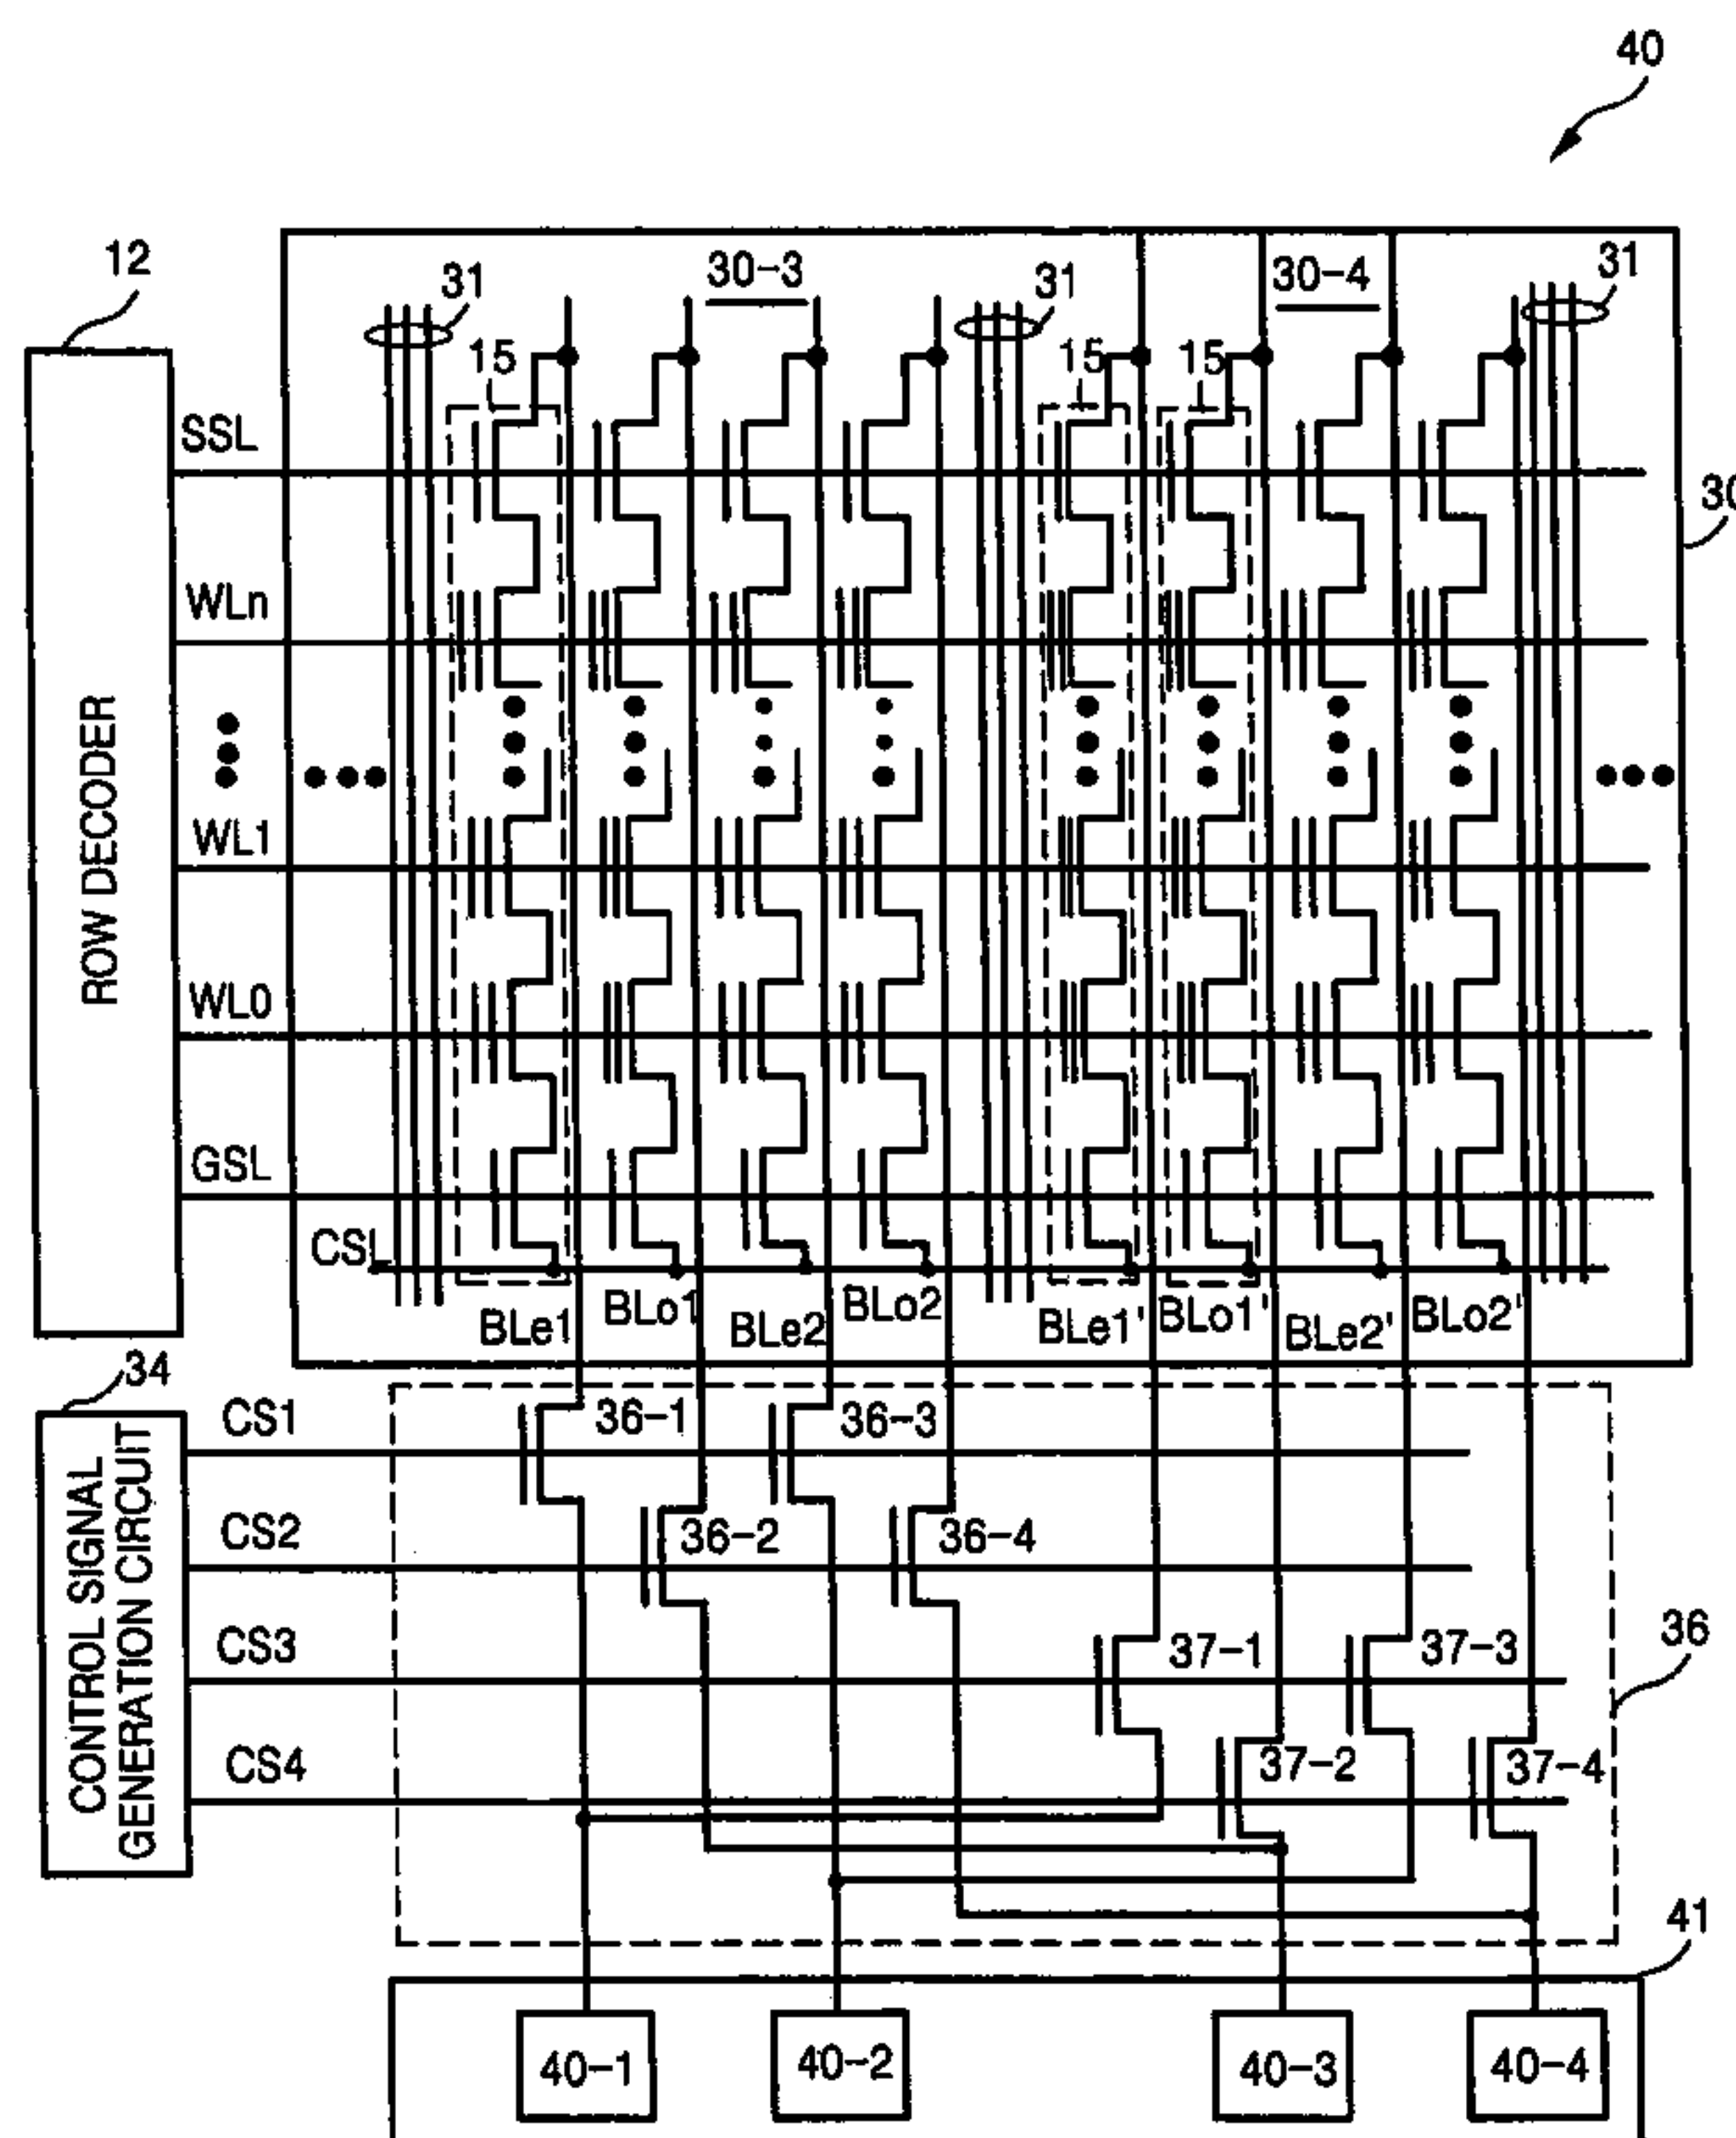 40
12
31
30-3
31
30-4
31
15
15
15
SSL
30
WLn
ROW DECODER
WL1
WL0
GSL
CSL
BLe1
BLo1
BLe2
BLo2
BLe1'
BLo1'
BLe2'
BLo2'
34
CONTROL SIGNAL
GENERATION CIRCUIT
CS1
36-1
36-3
CS2
36-2
36-4
CS3
37-1
37-3
36
CS4
37-2
37-4
41
40-1
40-2
40-3
40-4